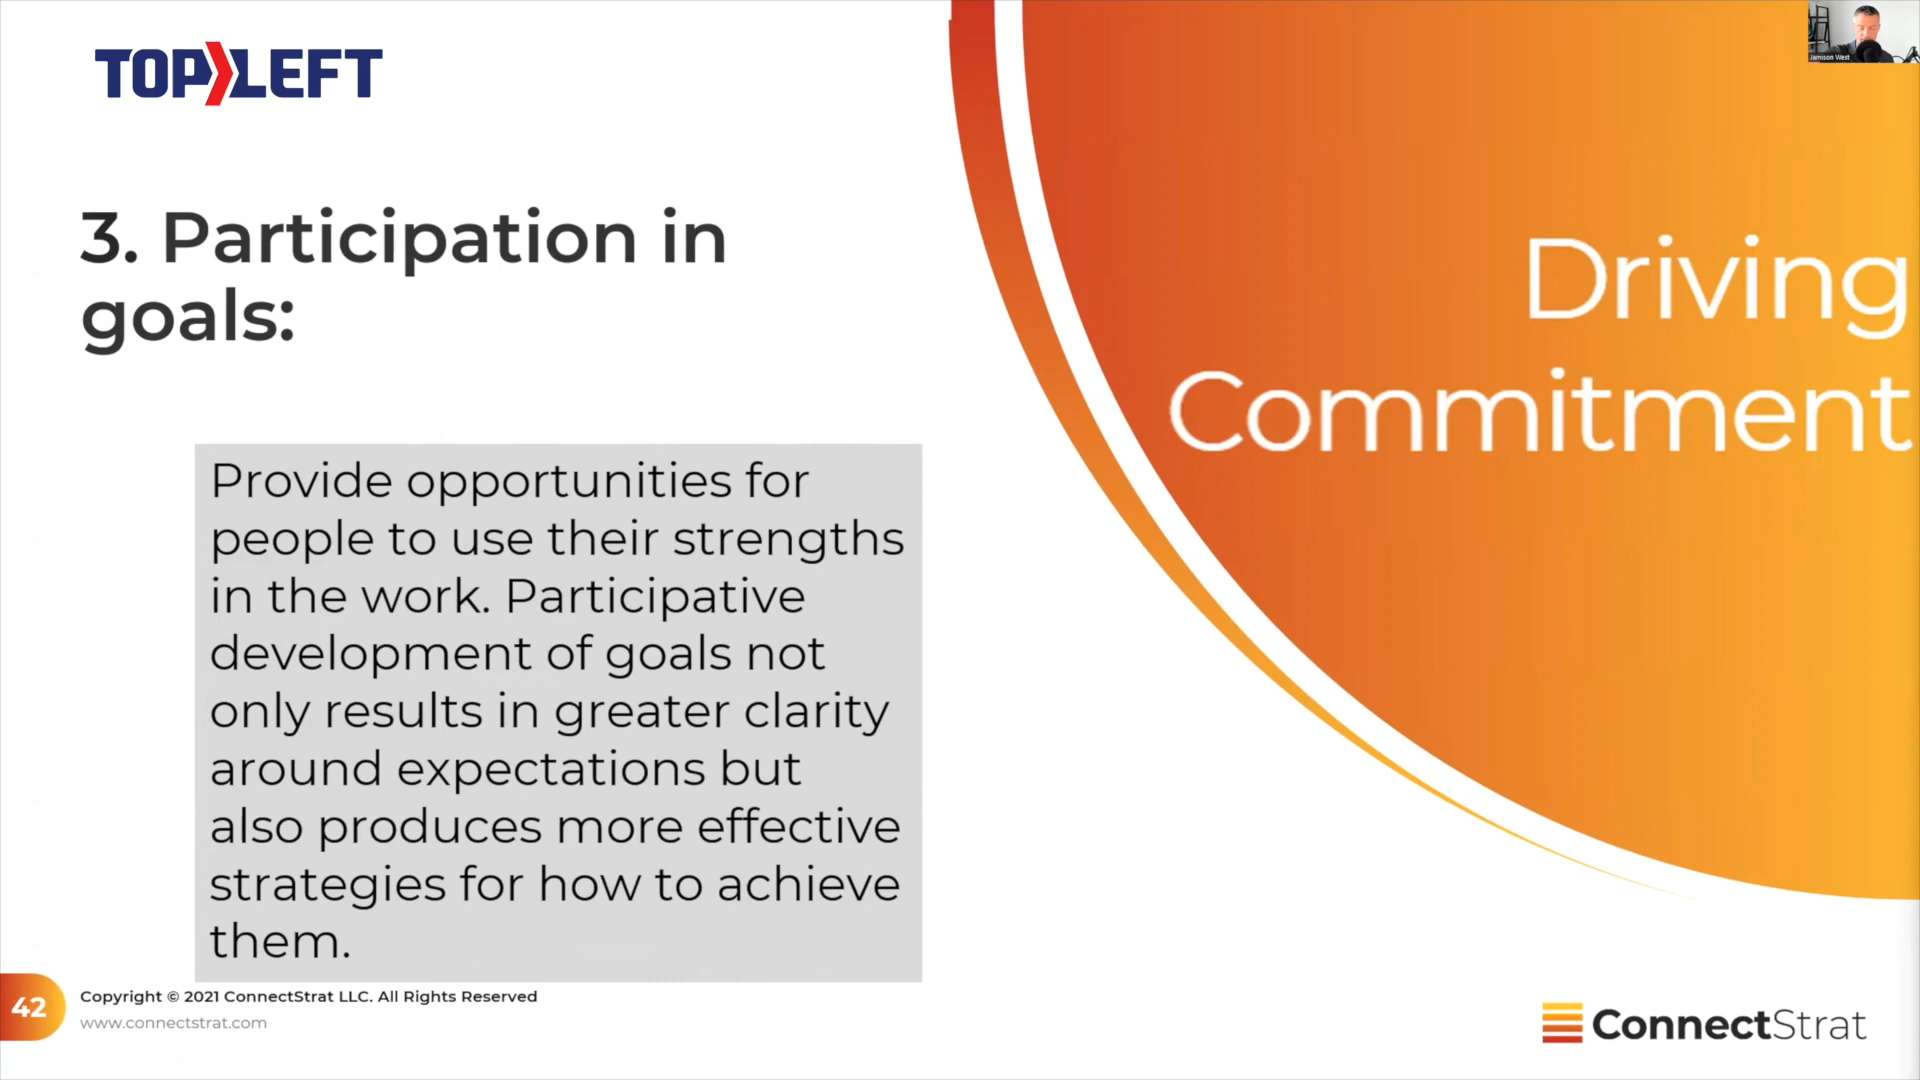 TOP LEFT
Jamison West
3. Participation in
goals:
Driving
Commitment
Provide opportunities for
people to use their strengths
in the work. Participative
development of goals not
only results in greater clarity
around expectations but
also produces more effective
strategies for how to achieve
them.
42
Copyright © 2021 ConnectStrat LLC. All Rights Reserved
www.connectstrat.com
ConnectStrat